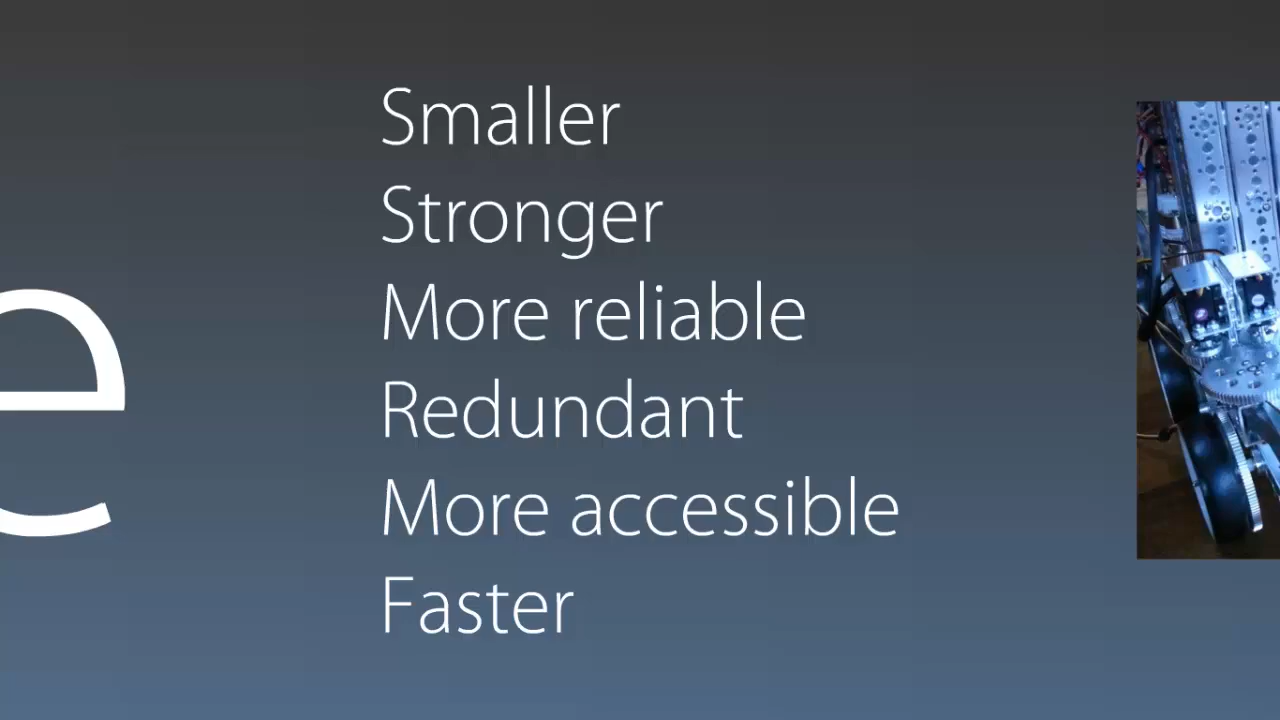 e
Smaller
Stronger
More reliable
Redundant
More accessible
Faster